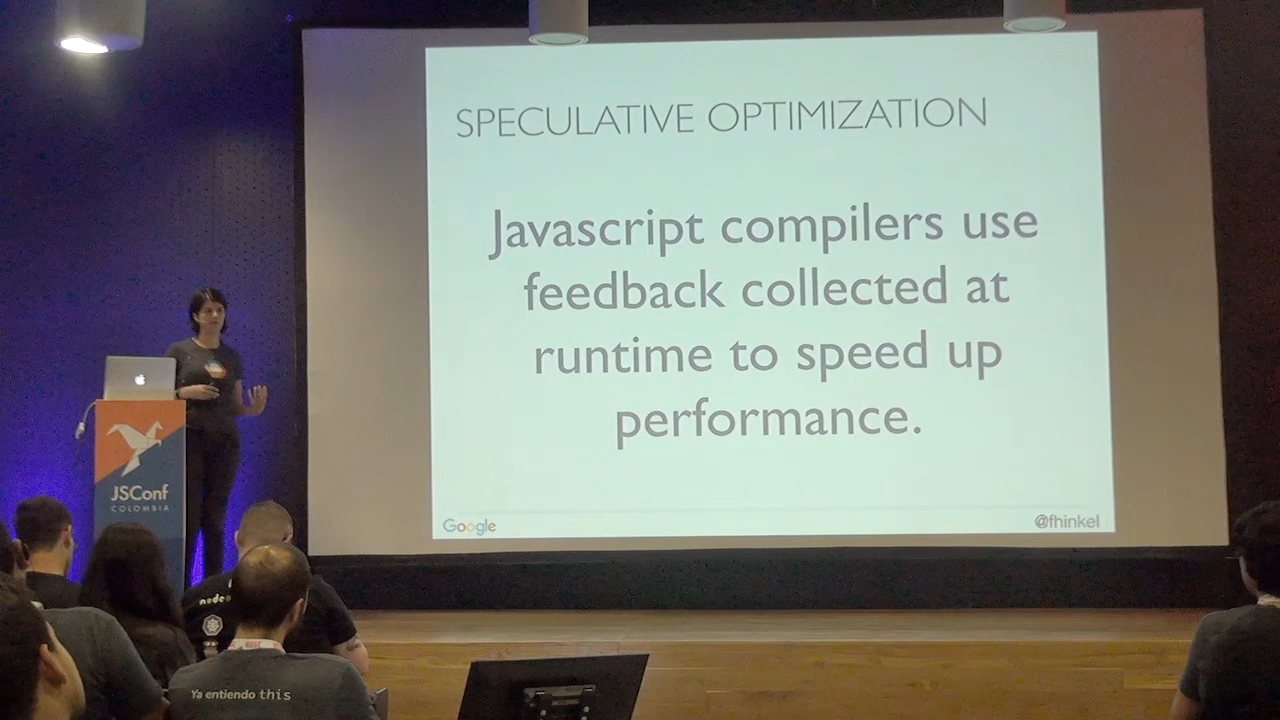 SPECULATIVE OPTIMIZATION
Javascript compilers use
feedback collected at
runtime to speed up
performance.
Google
@fhinkel
JSConf
COLOMBIA
node
Ya entiendo this